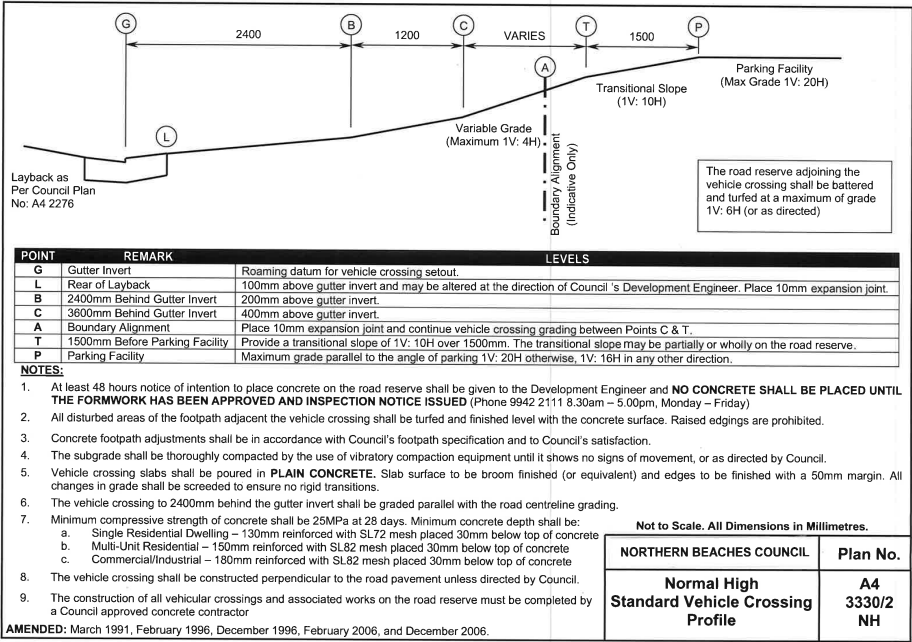 G
B
C
T
P
2400
1200
VARIES
1500
A
L
Parking Facility
(Max Grade 1V: 20H)
Transitional Slope
(1V: 10H)
Variable Grade
(Maximum 1V: 4H)
Boundary Alignment
(Indicative Only)
Layback as
Per Council Plan
No: A4 2276
The road reserve adjoining the
vehicle crossing shall be battered
and turfed at a maximum of grade
1V: 6H (or as directed)
POINT REMARK LEVELS
G Gutter Invert Roaming datum for vehicle crossing setout.
L Rear of Layback 100mm above gutter invert and may be altered at the direction of Council 's Development Engineer. Place 10mm expansion joint.
B 2400mm Behind Gutter Invert 200mm above gutter invert.
C 3600mm Behind Gutter Invert 400mm above gutter invert.
A Boundary Alignment Place 10mm expansion joint and continue vehicle crossing grading between Points C & T.
T 1500mm Before Parking Facility Provide a transitional slope of 1V: 10H over 1500mm. The transitional slope may be partially or wholly on the road reserve.
P Parking Facility Maximum grade parallel to the angle of parking 1V: 20H otherwise, 1V: 16H in any other direction.
NOTES:
1. At least 48 hours notice of intention to place concrete on the road reserve shall be given to the Development Engineer and NO CONCRETE SHALL BE PLACED UNTIL
THE FORMWORK HAS BEEN APPROVED AND INSPECTION NOTICE ISSUED (Phone 9942 2111 8.30am – 5.00pm, Monday – Friday)
2. All disturbed areas of the footpath adjacent the vehicle crossing shall be turfed and finished level with the concrete surface. Raised edgings are prohibited.
3. Concrete footpath adjustments shall be in accordance with Council's footpath specification and to Council's satisfaction.
4. The subgrade shall be thoroughly compacted by the use of vibratory compaction equipment until it shows no signs of movement, or as directed by Council.
5. Vehicle crossing slabs shall be poured in PLAIN CONCRETE. Slab surface to be broom finished (or equivalent) and edges to be finished with a 50mm margin. All
changes in grade shall be screeded to ensure no rigid transitions.
6. The vehicle crossing to 2400mm behind the gutter invert shall be graded parallel with the road centreline grading.
7. Minimum compressive strength of concrete shall be 25MPa at 28 days. Minimum concrete depth shall be:
a. Single Residential Dwelling – 130mm reinforced with SL72 mesh placed 30mm below top of concrete
b. Multi-Unit Residential – 150mm reinforced with SL82 mesh placed 30mm below top of concrete
c. Commercial/Industrial – 180mm reinforced with SL82 mesh placed 30mm below top of concrete
8. The vehicle crossing shall be constructed perpendicular to the road pavement unless directed by Council.
9. The construction of all vehicular crossings and associated works on the road reserve must be completed by
a Council approved concrete contractor
AMENDED: March 1991, February 1996, December 1996, February 2006, and December 2006.
Not to Scale. All Dimensions in Millimetres.
NORTHERN BEACHES COUNCIL
Plan No.
Normal High
Standard Vehicle Crossing
Profile
A4
3330/2
NH